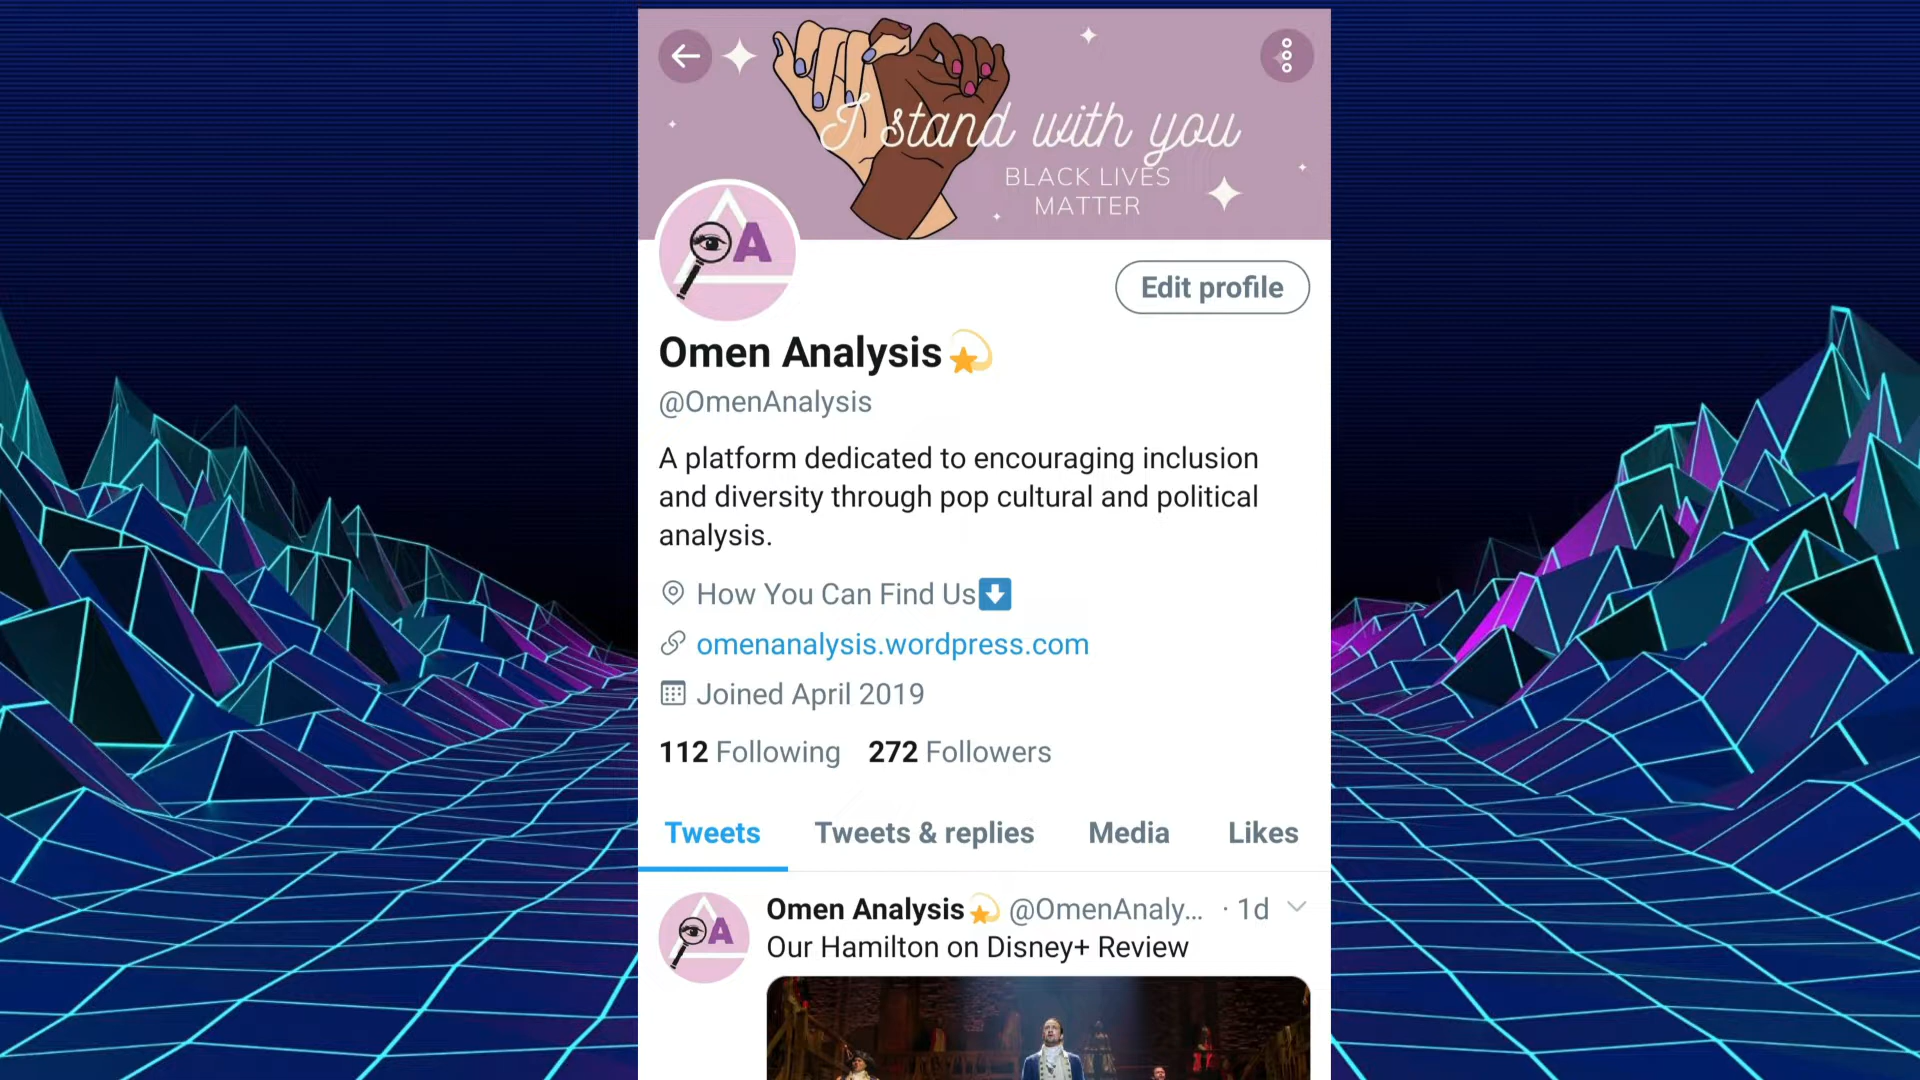 I stand with you
BLACK LIVES
MATTER
A
Edit profile
Omen Analysis
@OmenAnalysis
A platform dedicated to encouraging inclusion
and diversity through pop cultural and political
analysis.
How You Can Find Us
omenanalysis.wordpress.com
Joined April 2019
112 Following 272 Followers
Tweets Tweets & replies Media Likes
A
Omen Analysis @OmenAnaly... · 1d
Our Hamilton on Disney+ Review